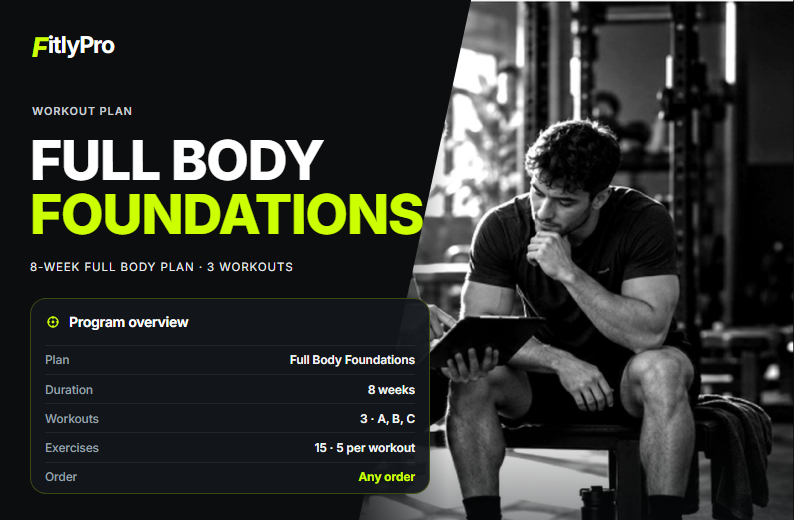 FitlyPro
WORKOUT PLAN
FULL BODY
FOUNDATIONS
8-WEEK FULL BODY PLAN · 3 WORKOUTS
Program overview
Plan Full Body Foundations
Duration 8 weeks
Workouts 3 · A, B, C
Exercises 15 · 5 per workout
Order Any order